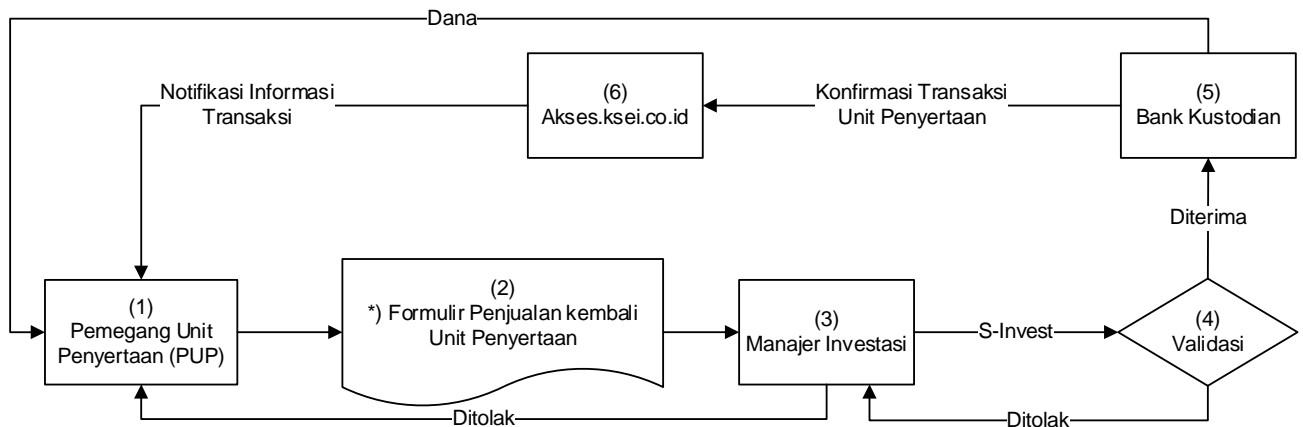 Dana
Notifikasi Informasi
Transaksi
(6)
Akses.ksei.co.id
Konfirmasi Transaksi
Unit Penyertaan
(5)
Bank Kustodian
Diterima
(1)
Pemegang Unit
Penyertaan (PUP)
(2)
*) Formulir Penjualan kembali
Unit Penyertaan
(3)
Manajer Investasi
S-Invest
(4)
Validasi
Ditolak
Ditolak